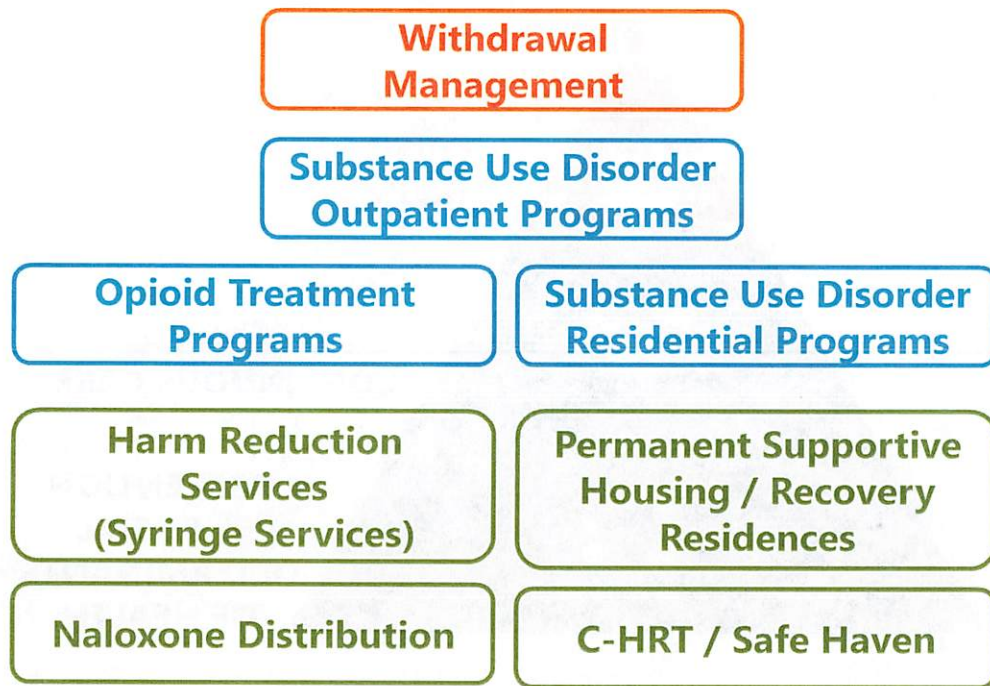 Withdrawal
Management
Substance Use Disorder
Outpatient Programs
Opioid Treatment
Programs
Substance Use Disorder
Residential Programs
Harm Reduction
Services
(Syringe Services)
Permanent Supportive
Housing / Recovery
Residences
Naloxone Distribution
C-HRT / Safe Haven